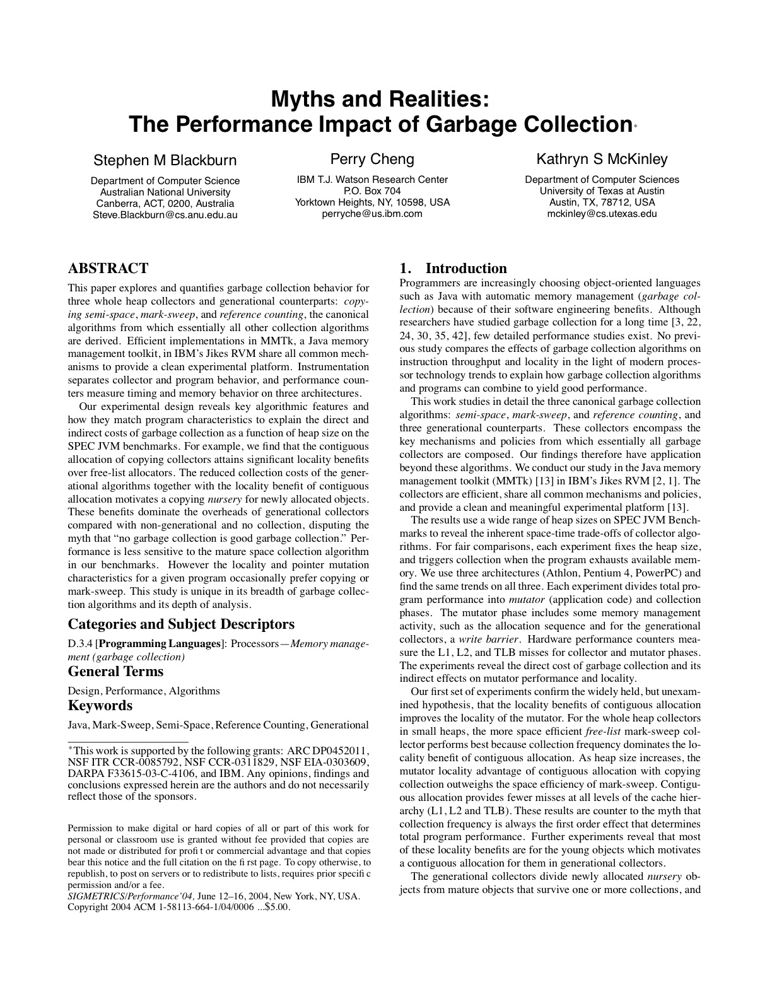 Myths and Realities:
The Performance Impact of Garbage Collection*
Stephen M Blackburn
Department of Computer Science
Australian National University
Canberra, ACT, 0200, Australia
Steve.Blackburn@cs.anu.edu.au
Perry Cheng
IBM T.J. Watson Research Center
P.O. Box 704
Yorktown Heights, NY, 10598, USA
perryche@us.ibm.com
Kathryn S McKinley
Department of Computer Sciences
University of Texas at Austin
Austin, TX, 78712, USA
mckinley@cs.utexas.edu
ABSTRACT
This paper explores and quantifies garbage collection behavior for
three whole heap collectors and generational counterparts: copy-
ing semi-space, mark-sweep, and reference counting, the canonical
algorithms from which essentially all other collection algorithms
are derived. Efficient implementations in MMTk, a Java memory
management toolkit, in IBM's Jikes RVM share all common mech-
anisms to provide a clean experimental platform. Instrumentation
separates collector and program behavior, and performance coun-
ters measure timing and memory behavior on three architectures.
Our experimental design reveals key algorithmic features and
how they match program characteristics to explain the direct and
indirect costs of garbage collection as a function of heap size on the
SPEC JVM benchmarks. For example, we find that the contiguous
allocation of copying collectors attains significant locality benefits
over free-list allocators. The reduced collection costs of the gener-
ational algorithms together with the locality benefit of contiguous
allocation motivates a copying nursery for newly allocated objects.
These benefits dominate the overheads of generational collectors
compared with non-generational and no collection, disputing the
myth that “no garbage collection is good garbage collection.” Per-
formance is less sensitive to the mature space collection algorithm
in our benchmarks. However the locality and pointer mutation
characteristics for a given program occasionally prefer copying or
mark-sweep. This study is unique in its breadth of garbage collec-
tion algorithms and its depth of analysis.
Categories and Subject Descriptors
D.3.4 [Programming Languages]: Processors—Memory manage-
ment (garbage collection)
General Terms
Design, Performance, Algorithms
Keywords
Java, Mark-Sweep, Semi-Space, Reference Counting, Generational
*This work is supported by the following grants: ARC DP0452011,
NSF ITR CCR-0085792, NSF CCR-0311829, NSF EIA-0303609,
DARPA F33615-03-C-4106, and IBM. Any opinions, findings and
conclusions expressed herein are the authors and do not necessarily
reflect those of the sponsors.
Permission to make digital or hard copies of all or part of this work for
personal or classroom use is granted without fee provided that copies are
not made or distributed for profi t or commercial advantage and that copies
bear this notice and the full citation on the fi rst page. To copy otherwise, to
republish, to post on servers or to redistribute to lists, requires prior specifi c
permission and/or a fee.
SIGMETRICS/Performance'04, June 12–16, 2004, New York, NY, USA.
Copyright 2004 ACM 1-58113-664-1/04/0006 ...$5.00.
1. Introduction
Programmers are increasingly choosing object-oriented languages
such as Java with automatic memory management (garbage col-
lection) because of their software engineering benefits. Although
researchers have studied garbage collection for a long time [3, 22,
24, 30, 35, 42], few detailed performance studies exist. No previ-
ous study compares the effects of garbage collection algorithms on
instruction throughput and locality in the light of modern proces-
sor technology trends to explain how garbage collection algorithms
and programs can combine to yield good performance.
This work studies in detail the three canonical garbage collection
algorithms: semi-space, mark-sweep, and reference counting, and
three generational counterparts. These collectors encompass the
key mechanisms and policies from which essentially all garbage
collectors are composed. Our findings therefore have application
beyond these algorithms. We conduct our study in the Java memory
management toolkit (MMTk) [13] in IBM's Jikes RVM [2, 1]. The
collectors are efficient, share all common mechanisms and policies,
and provide a clean and meaningful experimental platform [13].
The results use a wide range of heap sizes on SPEC JVM Bench-
marks to reveal the inherent space-time trade-offs of collector algo-
rithms. For fair comparisons, each experiment fixes the heap size,
and triggers collection when the program exhausts available mem-
ory. We use three architectures (Athlon, Pentium 4, PowerPC) and
find the same trends on all three. Each experiment divides total pro-
gram performance into mutator (application code) and collection
phases. The mutator phase includes some memory management
activity, such as the allocation sequence and for the generational
collectors, a write barrier. Hardware performance counters mea-
sure the L1, L2, and TLB misses for collector and mutator phases.
The experiments reveal the direct cost of garbage collection and its
indirect effects on mutator performance and locality.
Our first set of experiments confirm the widely held, but unexam-
ined hypothesis, that the locality benefits of contiguous allocation
improves the locality of the mutator. For the whole heap collectors
in small heaps, the more space efficient free-list mark-sweep col-
lector performs best because collection frequency dominates the lo-
cality benefit of contiguous allocation. As heap size increases, the
mutator locality advantage of contiguous allocation with copying
collection outweighs the space efficiency of mark-sweep. Contigu-
ous allocation provides fewer misses at all levels of the cache hier-
archy (L1, L2 and TLB). These results are counter to the myth that
collection frequency is always the first order effect that determines
total program performance. Further experiments reveal that most
of these locality benefits are for the young objects which motivates
a contiguous allocation for them in generational collectors.
The generational collectors divide newly allocated nursery ob-
jects from mature objects that survive one or more collections, and